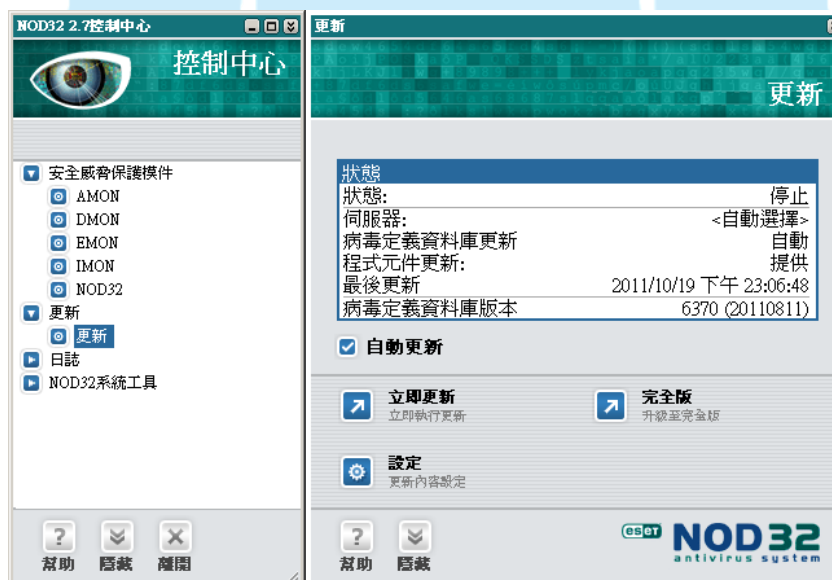 NOD32 2.7控制中心
控制中心
安全威脅保護模件
AMON
DMON
EMON
IMON
NOD32
更新
更新
日誌
NOD32系統工具
幫助
隱藏
離開
更新
更新
狀態
狀態: 停止
伺服器: <自動選擇>
病毒定義資料庫更新 自動
程式元件更新: 提供
最後更新 2011/10/19 下午 23:06:48
病毒定義資料庫版本 6370 (20110811)
自動更新
立即更新
立即執行更新
完全版
升級至完全版
設定
更新內容設定
幫助
隱藏
eseT NOD32
antivirus system